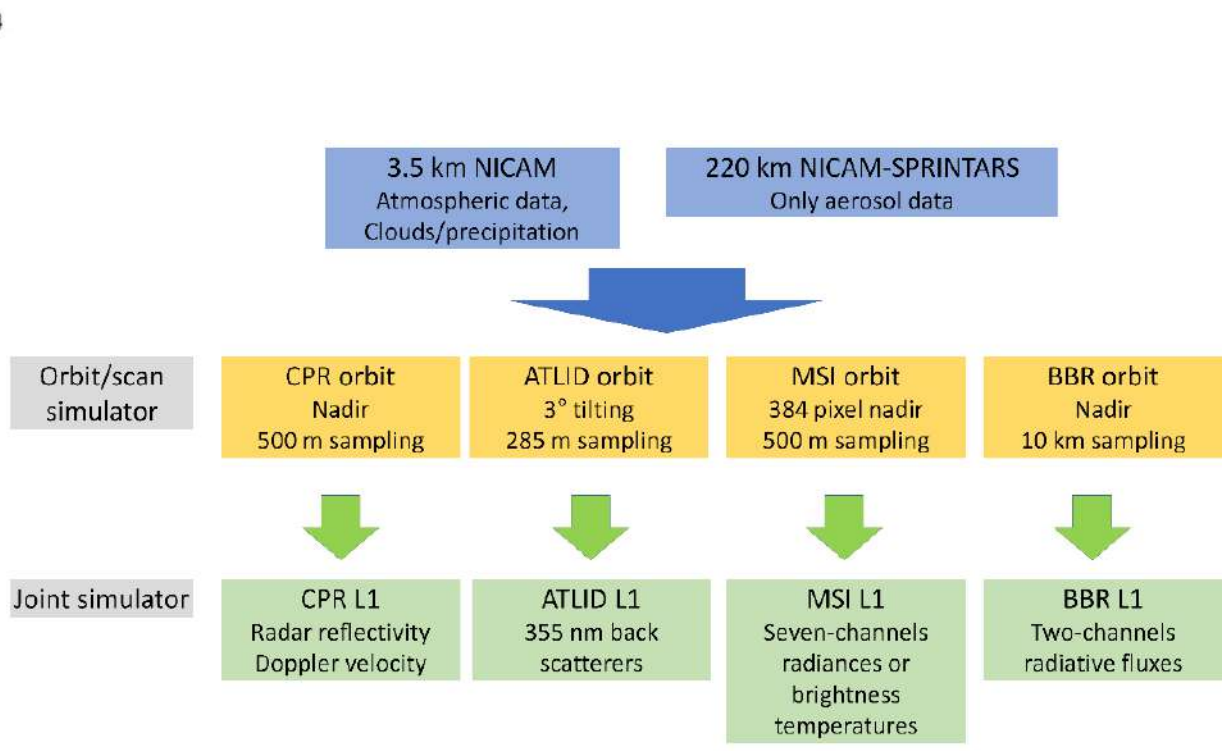 3.5 km NICAM
Atmospheric data,
Clouds/precipitation
220 km NICAM-SPRINTARS
Only aerosol data
Orbit/scan
simulator
CPR orbit
Nadir
500 m sampling
ATLID orbit
3° tilting
285 m sampling
MSI orbit
384 pixel nadir
500 m sampling
BBR orbit
Nadir
10 km sampling
Joint simulator
CPR L1
Radar reflectivity
Doppler velocity
ATLID L1
355 nm back
scatterers
MSI L1
Seven-channels
radiances or
brightness
temperatures
BBR L1
Two-channels
radiative fluxes